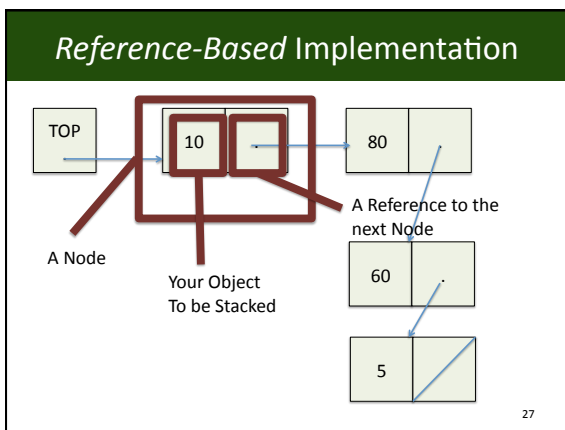 Reference-Based Implementation
TOP
10
80
A Reference to the
next Node
A Node
Your Object
To be Stacked
60
5
27